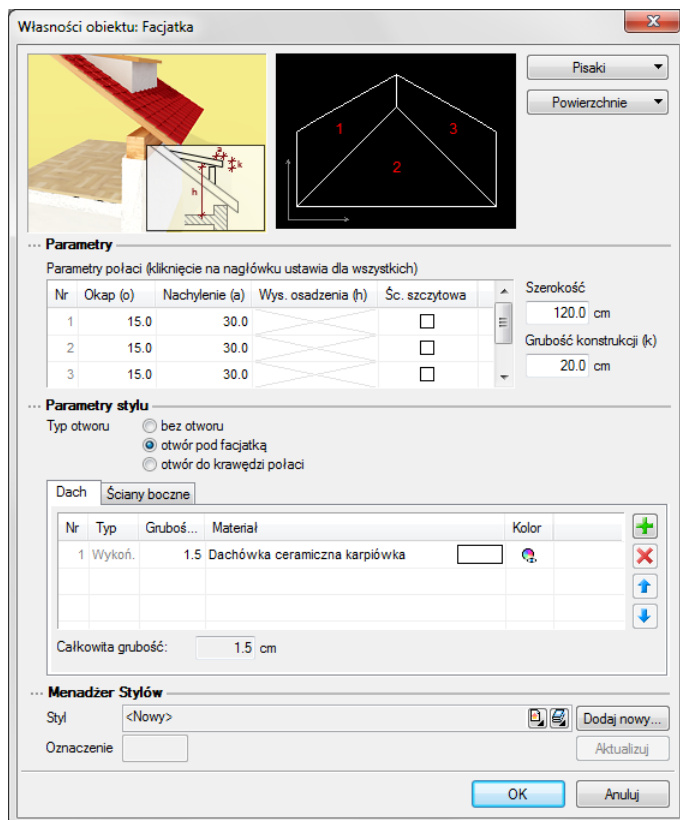 Własności obiektu: Facjatka
Pisaki
Powierzchnie
a
k
h
1
3
2
Parametry
Parametry połaci (kliknięcie na nagłówku ustawia dla wszystkich)
Nr Okap (o) Nachylenie (a) Wys. osadzenia (h) Śc. szczytowa
1 15.0 30.0
2 15.0 30.0
3 15.0 30.0
Szerokość
120.0 cm
Grubość konstrukcji (k)
20.0 cm
Parametry stylu
Typ otworu
bez otworu
otwór pod facjatką
otwór do krawędzi połaci
Dach Ściany boczne
Nr Typ Gruboś... Materiał Kolor
1 Wykoń. 1.5 Dachówka ceramiczna karpiówka
Całkowita grubość: 1.5 cm
Menadżer Stylów
Styl <Nowy> Dodaj nowy...
Oznaczenie Aktualizuj
OK Anuluj